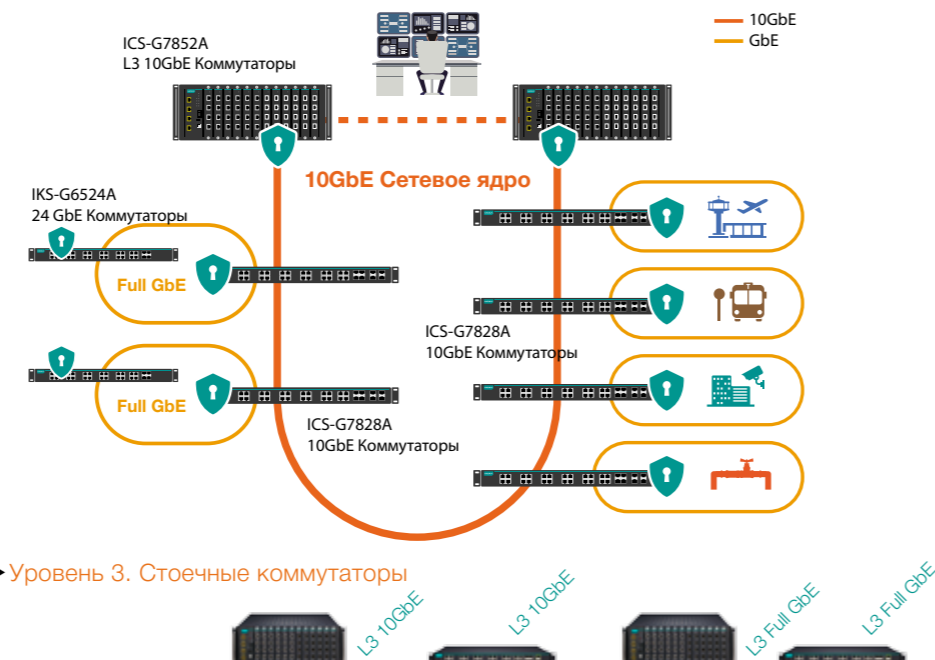 10GbE
GbE
ICS-G7852A
L3 10GbE Коммутаторы
10GbE Сетевое ядро
IKS-G6524A
24 GbE Коммутаторы
Full GbE
ICS-G7828A
10GbE Коммутаторы
Full GbE
ICS-G7828A
10GbE Коммутаторы
Уровень 3. Стоечные коммутаторы
L3 10GbE
L3 10GbE
L3 Full GbE
L3 Full GbE